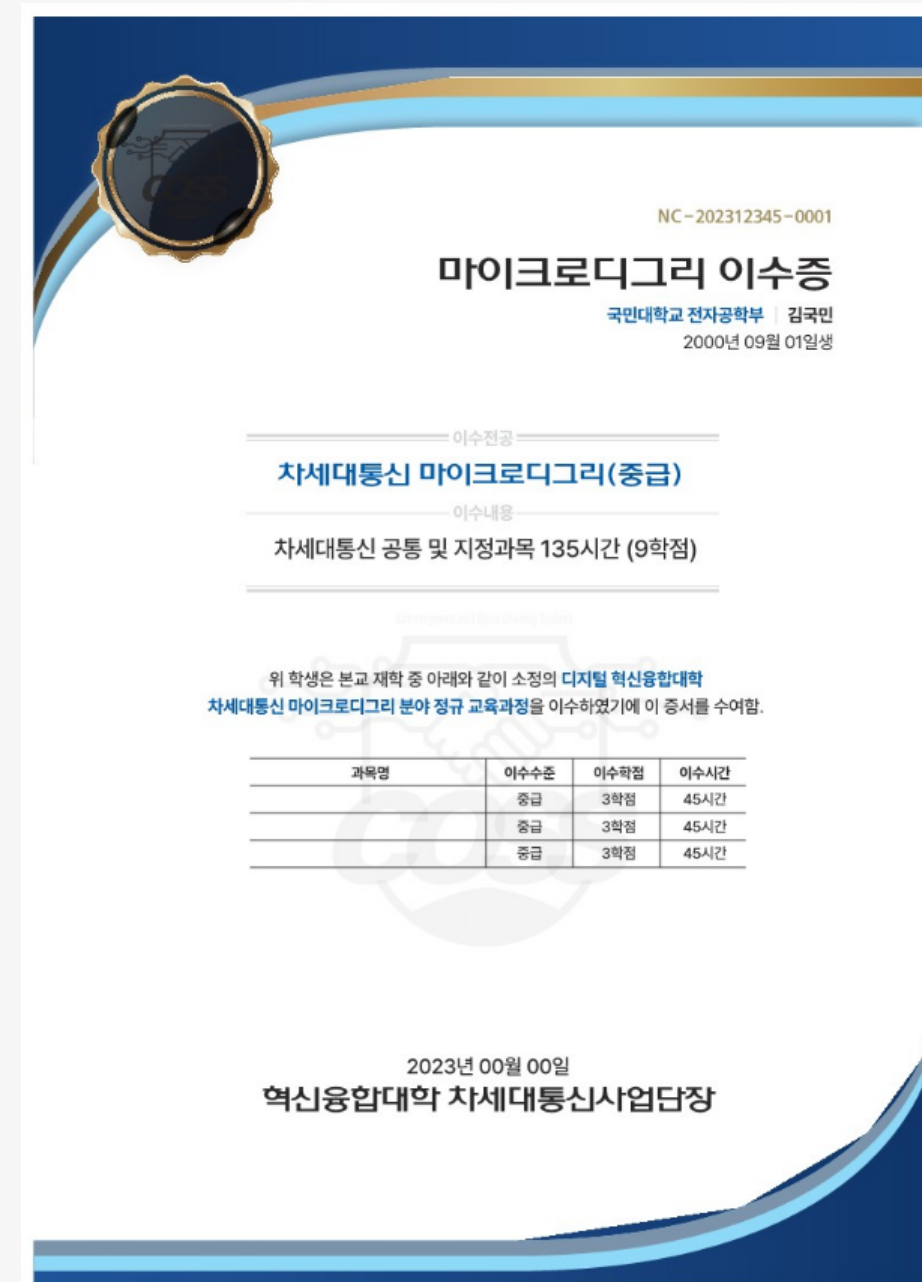 COSS
NC-202312345-0001
마이크로디그리 이수증
국민대학교 전자공학부 | 김국민
2000년 09월 01일생
이수전공
차세대통신 마이크로디그리(중급)
이수내용
차세대통신 공통 및 지정과목 135시간 (9학점)
위 학생은 본교 재학 중 아래와 같이 소정의 디지털 혁신융합대학
차세대통신 마이크로디그리 분야 정규 교육과정을 이수하였기에 이 증서를 수여함.
과목명 이수수준 이수학점 이수시간
중급 3학점 45시간
중급 3학점 45시간
중급 3학점 45시간
COSS
2023년 00월 00일
혁신융합대학 차세대통신사업단장